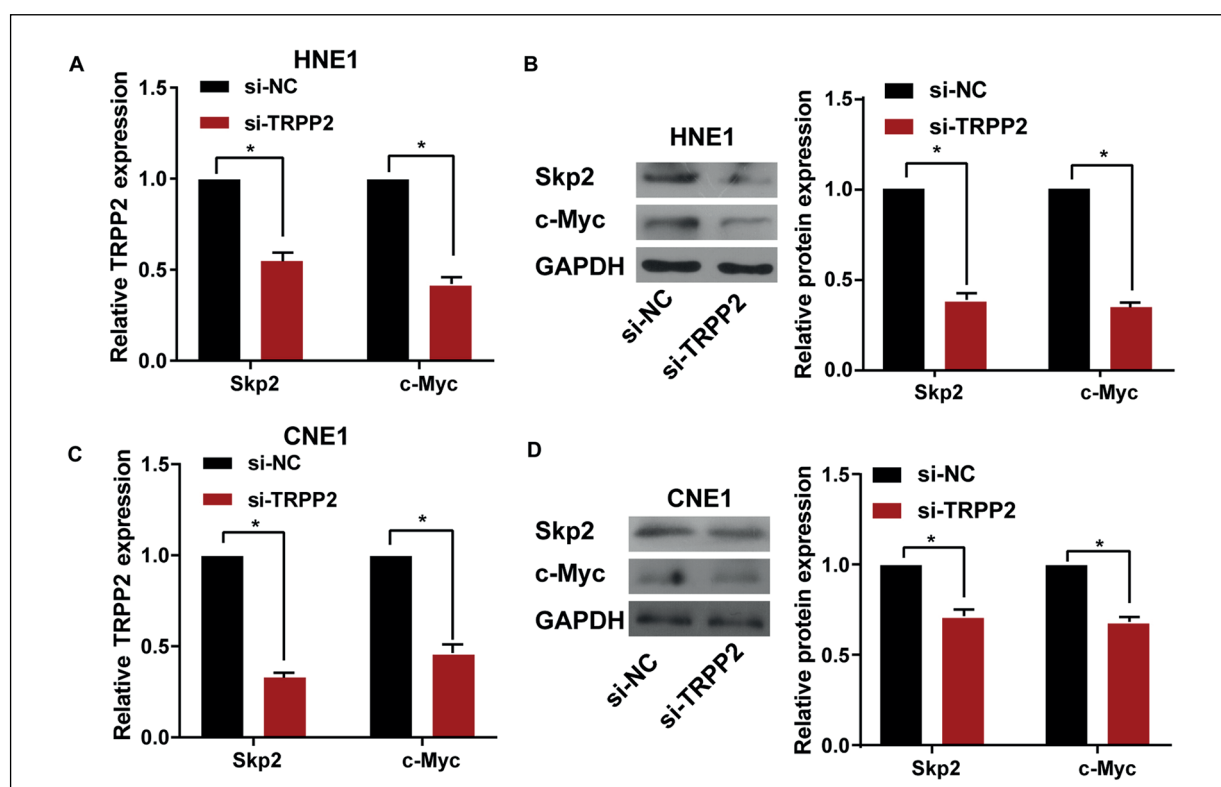 A
HNE1
si-NC
si-TRPP2
Relative TRPP2 expression
1.5
1.0
0.5
0.0
*
*
Skp2
c-Myc
B
HNE1
Skp2
c-Myc
GAPDH
si-NC
si-TRPP2
si-NC
si-TRPP2
Relative protein expression
1.5
1.0
0.5
0.0
*
*
Skp2
c-Myc
C
CNE1
si-NC
si-TRPP2
Relative TRPP2 expression
1.5
1.0
0.5
0.0
*
*
Skp2
c-Myc
D
CNE1
Skp2
c-Myc
GAPDH
si-NC
si-TRPP2
si-NC
si-TRPP2
Relative protein expression
1.5
1.0
0.5
0.0
*
*
Skp2
c-Myc